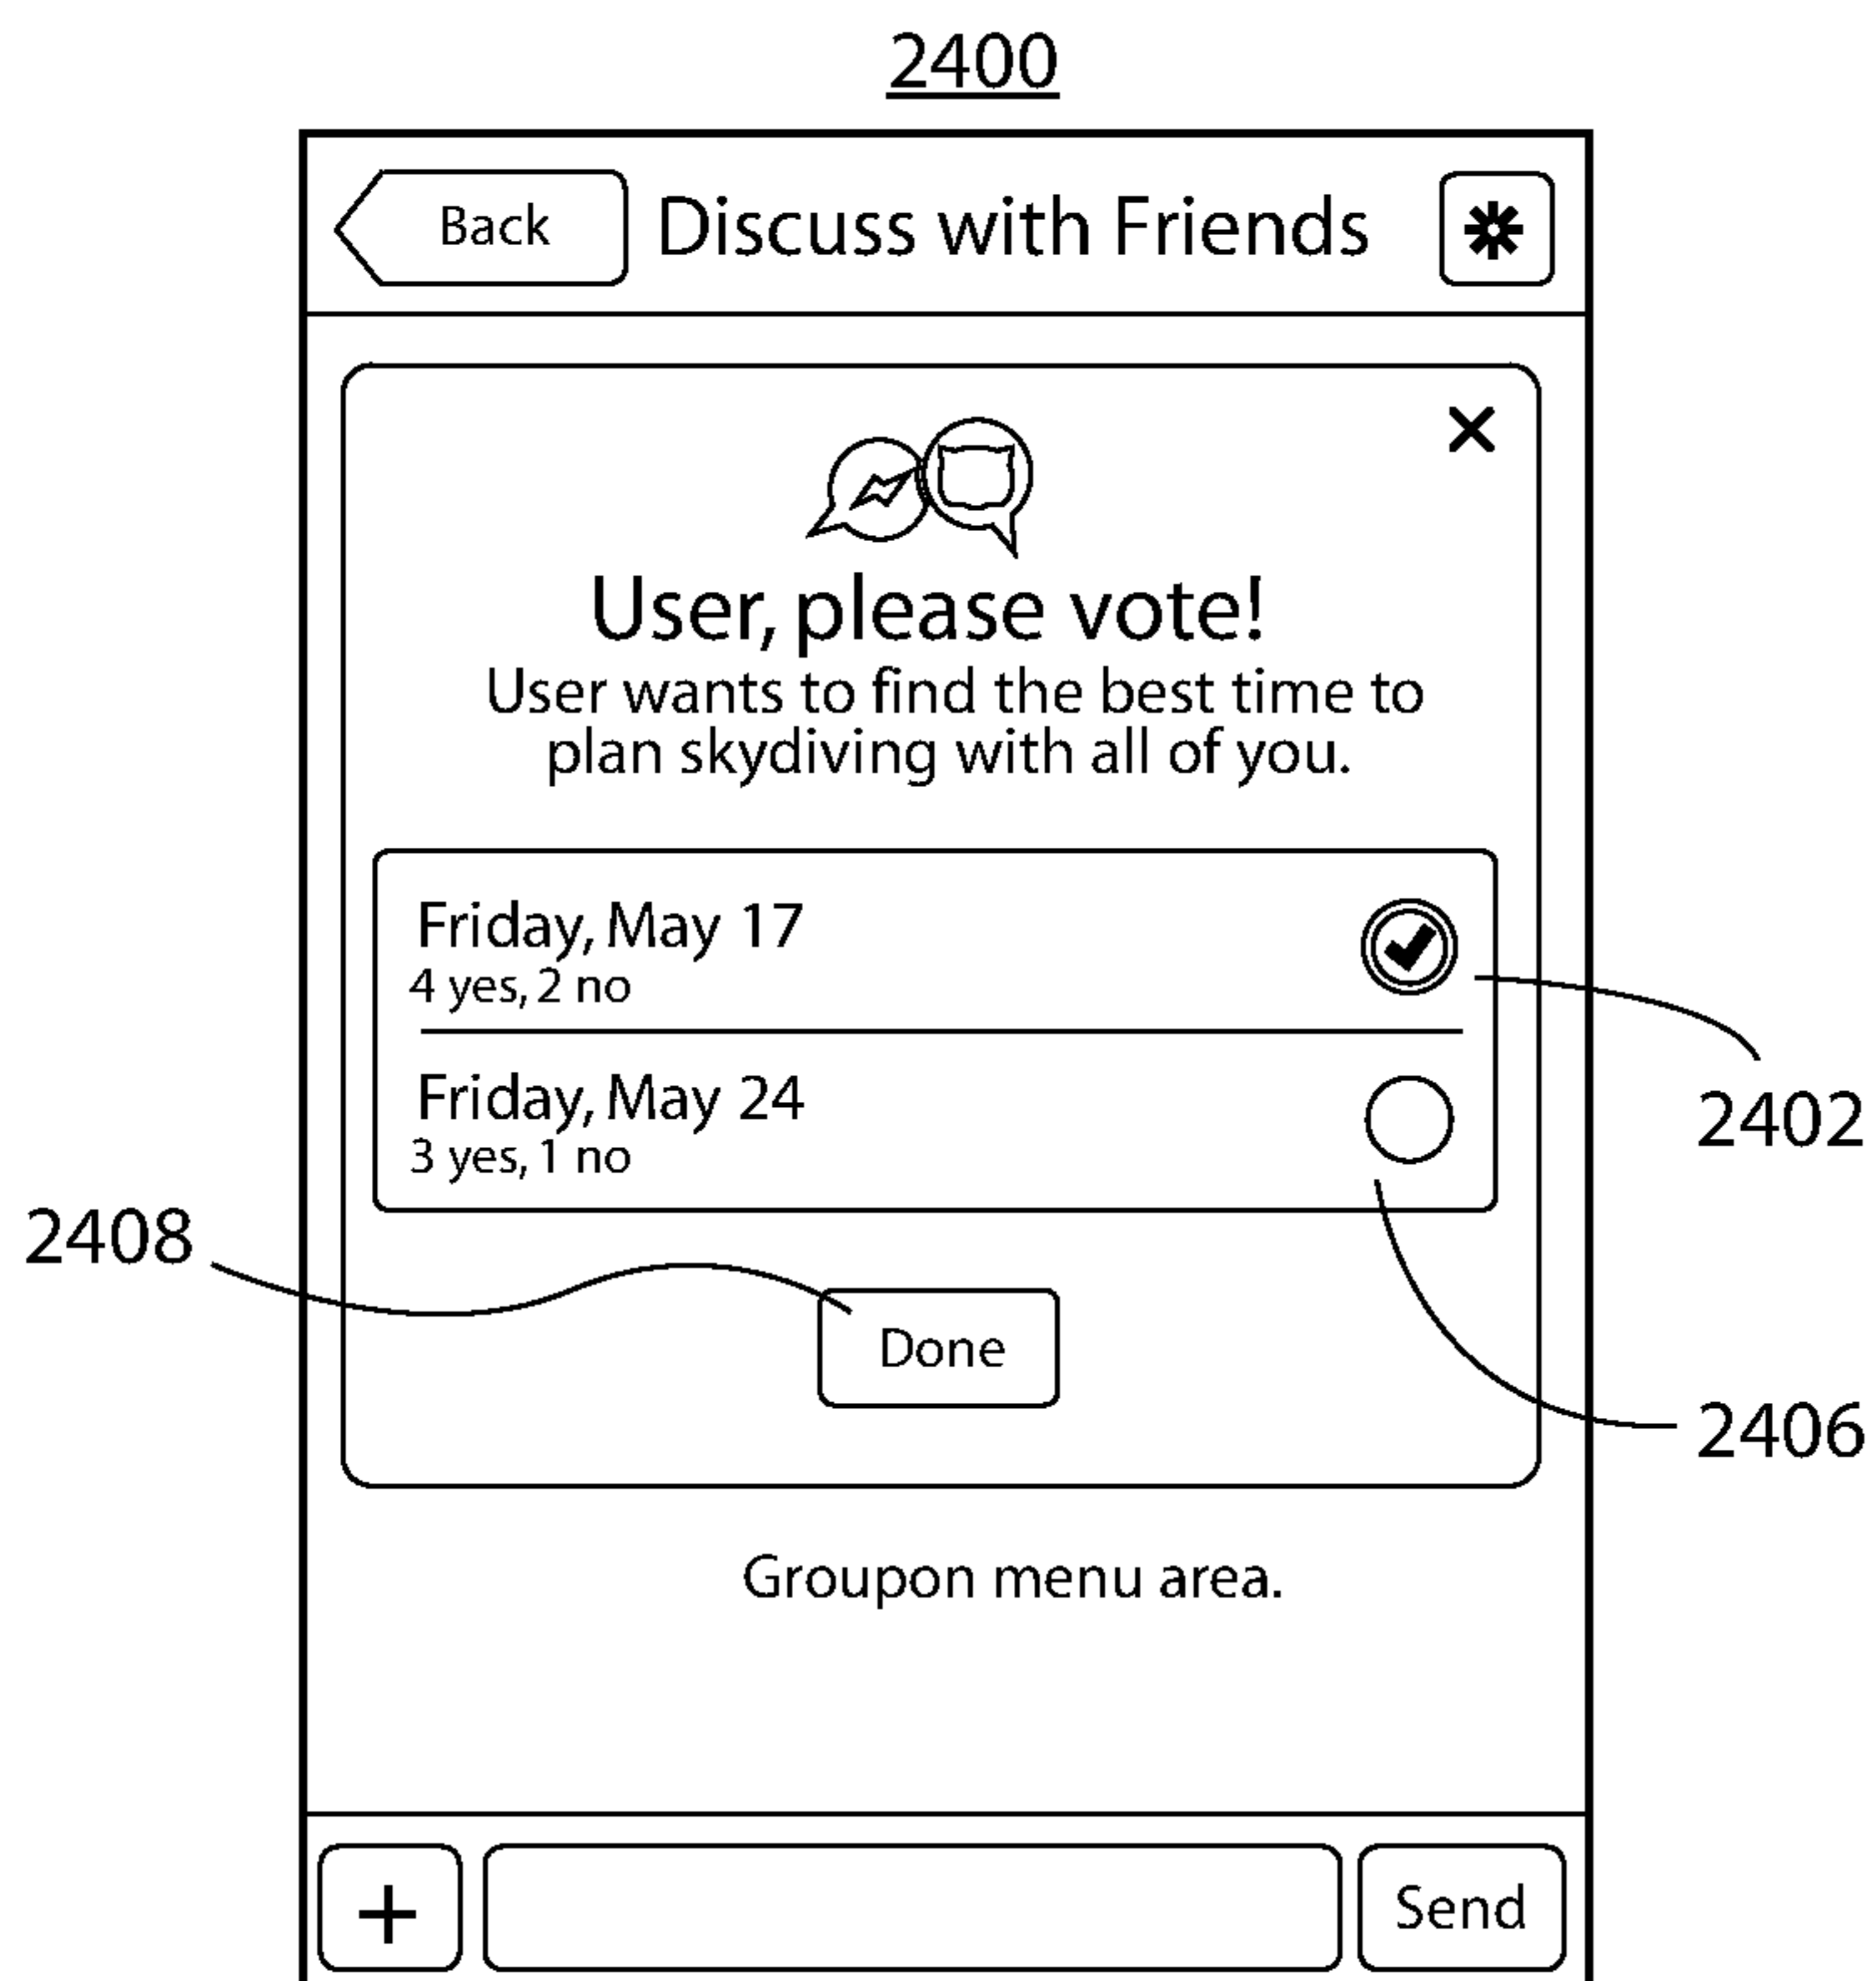 2400
Back
Discuss with Friends
User, please vote!
User wants to find the best time to
plan skydiving with all of you.
Friday, May 17
4 yes, 2 no
2402
Friday, May 24
3 yes, 1 no
2408
Done
2406
Groupon menu area.
+
Send